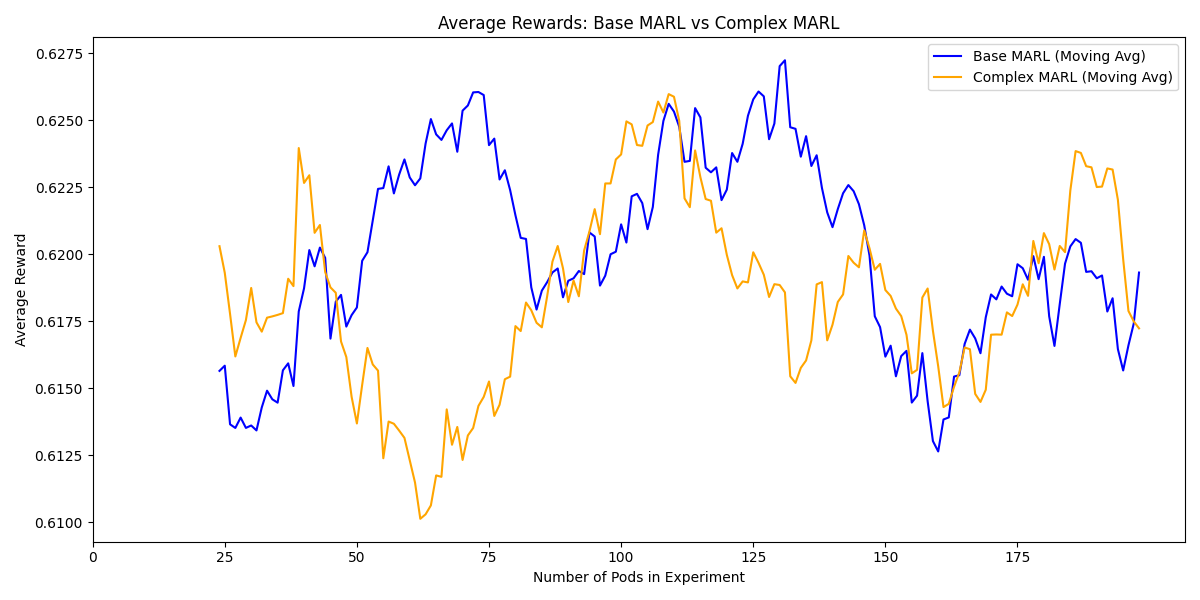 Average Rewards: Base MARL vs Complex MARL
Base MARL (Moving Avg)
Complex MARL (Moving Avg)
Average Reward
0.6275
0.6250
0.6225
0.6200
0.6175
0.6150
0.6125
0.6100
0 25 50 75 100 125 150 175
Number of Pods in Experiment